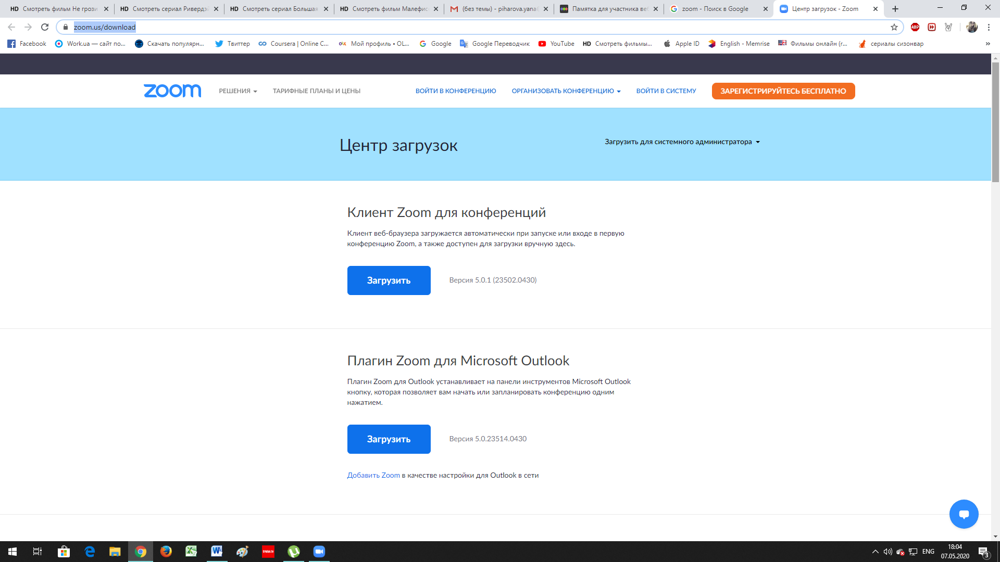 HD Смотреть фильм Не грози
HD Смотреть сериал Ривердэй
HD Смотреть сериал Большая
HD Смотреть фильм Малефис
(без темы) - piharova.yana
Памятка для участника веб
zoom - Поиск в Google
Центр загрузок - Zoom
zoom.us/download
ABP
Facebook
Work.ua — сайт по...
Скачать популярн...
Твиттер
Coursera | Online C...
olx Мой профиль • OL...
Google
Google Переводчик
YouTube
HD Смотреть фильмы...
Apple ID
English - Memrise
Фильмы онлайн (г...
сериалы сизонвар
»
zoom
РЕШЕНИЯ
ТАРИФНЫЕ ПЛАНЫ И ЦЕНЫ
ВОЙТИ В КОНФЕРЕНЦИЮ
ОРГАНИЗОВАТЬ КОНФЕРЕНЦИЮ
ВОЙТИ В СИСТЕМУ
ЗАРЕГИСТРИРУЙТЕСЬ БЕСПЛАТНО
Центр загрузок
Загрузить для системного администратора
Клиент Zoom для конференций
Клиент веб-браузера загружается автоматически при запуске или входе в первую
конференцию Zoom, а также доступен для загрузки вручную здесь.
Загрузить
Версия 5.0.1 (23502.0430)
Плагин Zoom для Microsoft Outlook
Плагин Zoom для Outlook устанавливает на панели инструментов Microsoft Outlook
кнопку, которая позволяет вам начать или запланировать конференцию одним
нажатием.
Загрузить
Версия 5.0.23514.0430
Добавить Zoom в качестве настройки для Outlook в сети
ENG
18:04
07.05.2020
3